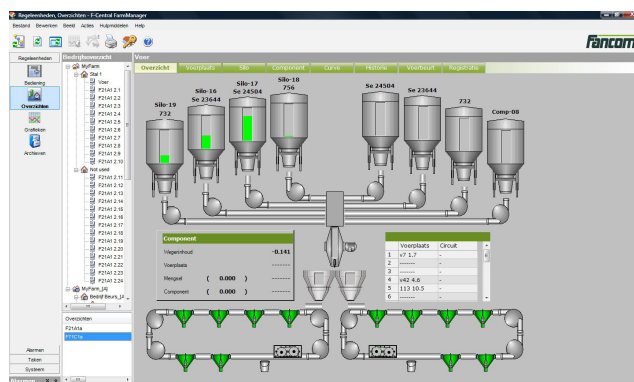 Regeleenheden, Overzichten - F-Central FarmManager
Bestand Bewerken Beeld Acties Hulpmiddelen Help
Fancom
Regeleenheden
Bediening
Overzichten
Grafieken
Archieven
Alarmen
Taken
Systeem
Alarmen
Bedrijfsoverzicht
MyFarm
Stal 1
Voer
F21A1 2.1
F21A1 2.2
F21A1 2.3
F21A1 2.4
F21A1 2.5
F21A1 2.6
F21A1 2.7
F21A1 2.8
F21A1 2.9
F21A1 2.10
Not used
F21A1 2.11
F21A1 2.12
F21A1 2.13
F21A1 2.14
F21A1 2.15
F21A1 2.16
F21A1 2.17
F21A1 2.18
F21A1 2.19
F21A1 2.20
F21A1 2.21
F21A1 2.22
F21A1 2.23
F21A1 2.24
MyFarm_[A]
Bedrijf Beurs_[A
Overzichten
F21A1a
F11C1a
Voer
Overzicht Voerplaats Silo Component Curve Historie Voerbeurt Registratie
Silo-19
732
Silo-16
Se 23644
Silo-17
Se 24504
Silo-18
756
Se 24504
Se 23644
732
Comp-08
Component
Wageninhoud -0.141
Voerplaats -------
Mengsel ( 0.000 ) -------
Component ( 0.000 ) -------
Voerplaats Circuit
1 v7 1.7 -
2 ------- -
3 ------- -
4 v42 4.6 -
5 113 10.5 -
6 ------- -